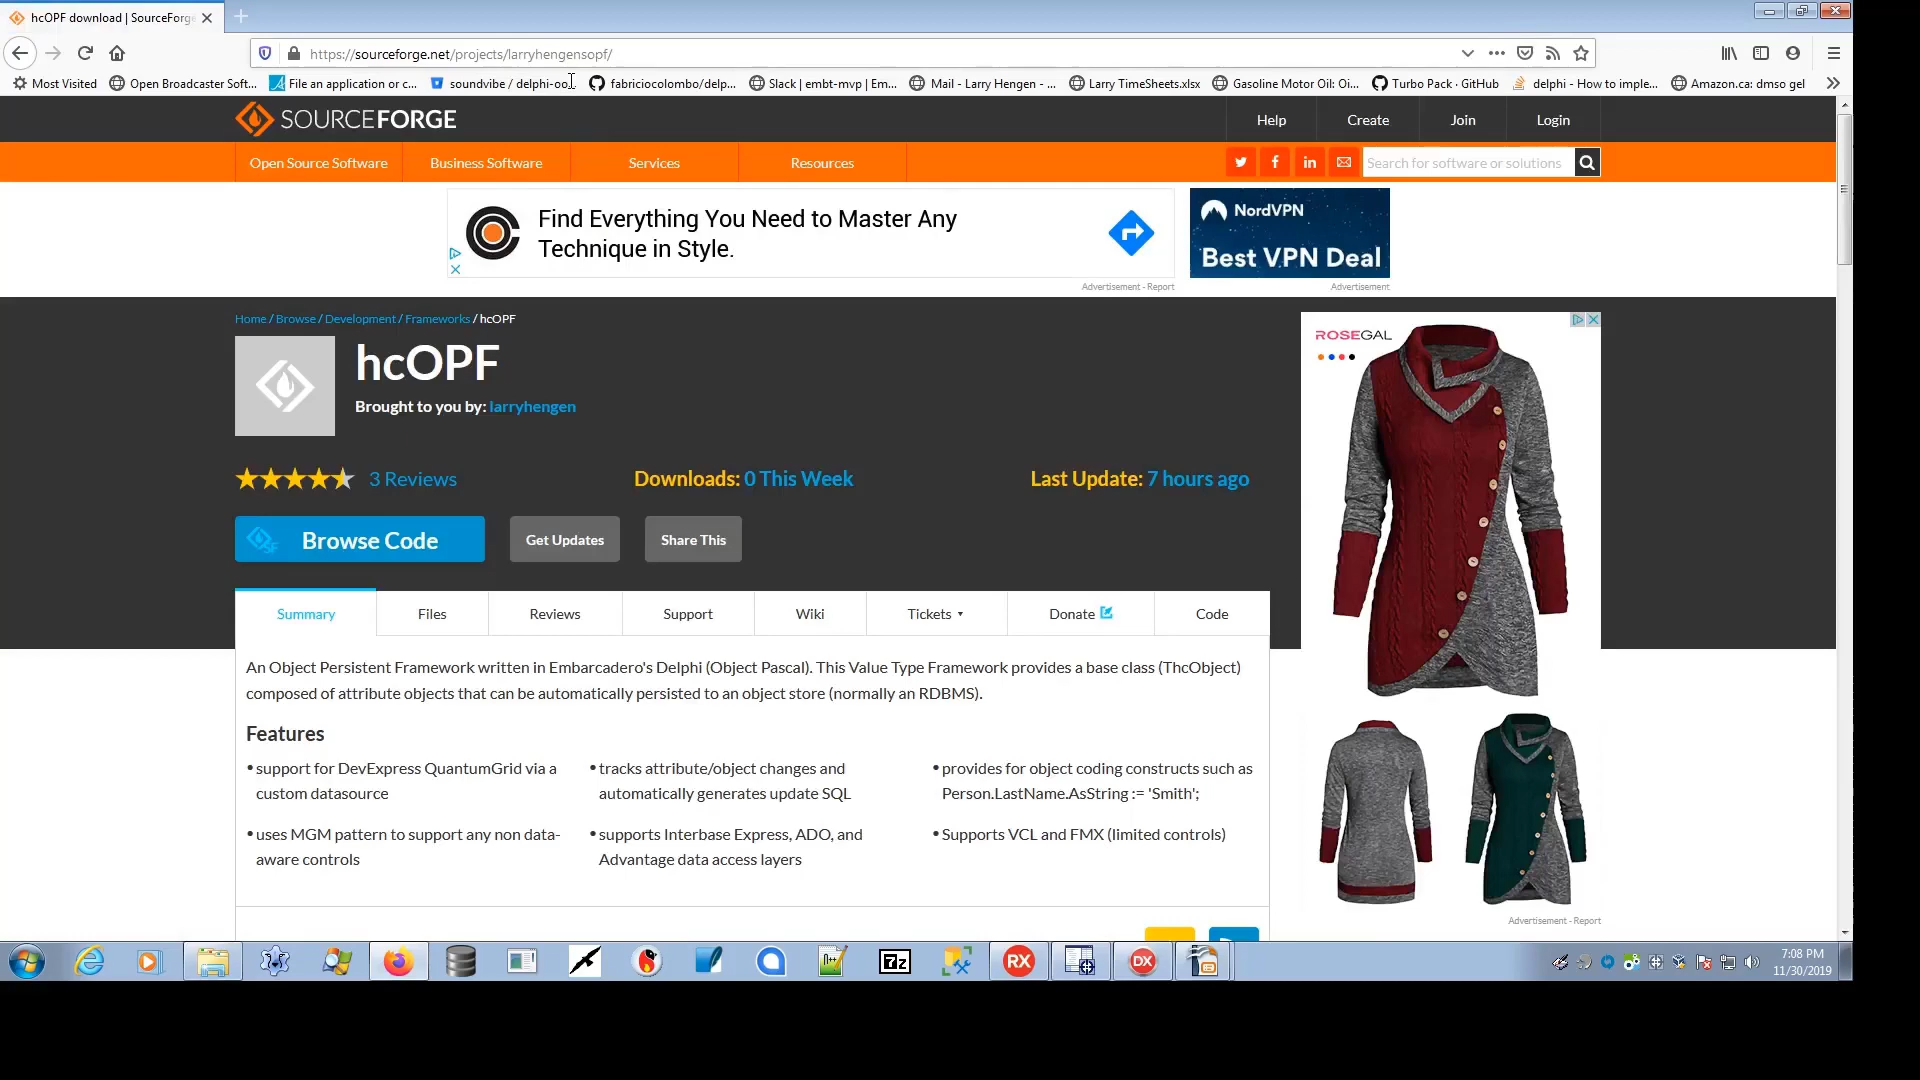 hcOPF download | SourceForge
https://sourceforge.net/projects/larryhengensopf/
Most Visited
Open Broadcaster Soft...
File an application or c...
soundvibe / delphi-oo...
fabriciocolombo/delp...
Slack | embt-mvp | Em...
Mail - Larry Hengen - ...
Larry TimeSheets.xlsx
Gasoline Motor Oil: Oi...
Turbo Pack · GitHub
delphi - How to imple...
Amazon.ca: dmso gel
SOURCEFORGE
Help
Create
Join
Login
Open Source Software
Business Software
Services
Resources
Search for software or solutions
Find Everything You Need to Master Any
Technique in Style.
NordVPN
Best VPN Deal
Advertisement - Report
Advertisement
Home / Browse / Development / Frameworks / hcOPF
hcOPF
Brought to you by: larryhengen
ROSEGAL
3 Reviews
Downloads: 0 This Week
Last Update: 7 hours ago
SF
Browse Code
Get Updates
Share This
Summary
Files
Reviews
Support
Wiki
Tickets
Donate
Code
An Object Persistent Framework written in Embarcadero's Delphi (Object Pascal). This Value Type Framework provides a base class (ThcObject)
composed of attribute objects that can be automatically persisted to an object store (normally an RDBMS).
Features
• support for DevExpress QuantumGrid via a
custom datasource
• tracks attribute/object changes and
automatically generates update SQL
• provides for object coding constructs such as
Person.LastName.AsString := 'Smith';
• uses MGM pattern to support any non data-
aware controls
• supports Interbase Express, ADO, and
Advantage data access layers
• Supports VCL and FMX (limited controls)
Advertisement - Report
7z
RX
DX
7:08 PM
11/30/2019